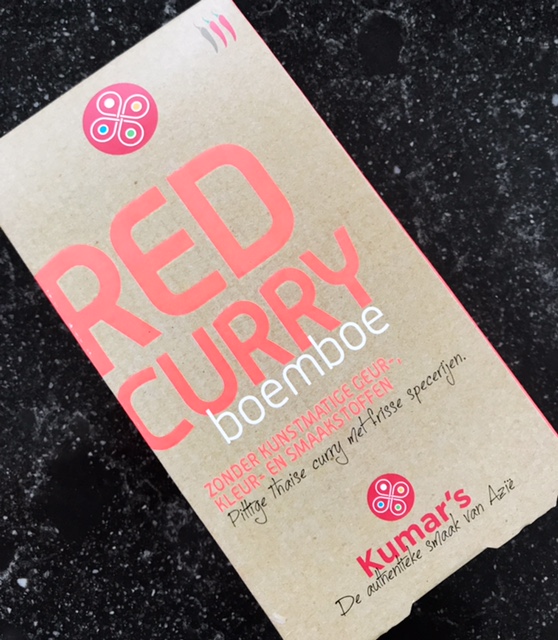 RED
CURRY
boemboe
ZONDER KUNSTMATIGE GEUR-,
KLEUR- EN SMAAKSTOFFEN
Pittige thaise curry met frisse specerijen.
Kumar's
De authentieke smaak van Azië